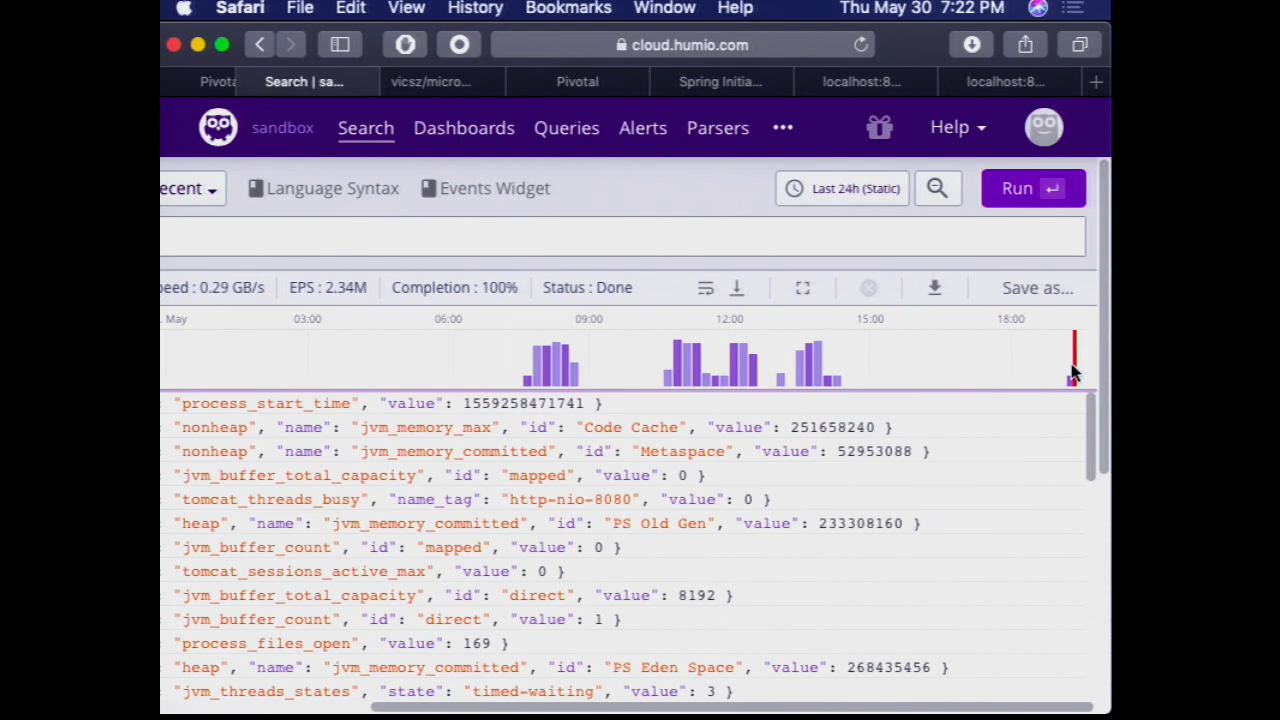 Safari File Edit View History Bookmarks Window Help Thu May 30 7:22 PM
cloud.humio.com
Pivota Search | sa... vicsz/micro... Pivotal Spring Initia... localhost:8... localhost:8...
sandbox Search Dashboards Queries Alerts Parsers ••• Help
ecent Language Syntax Events Widget Last 24h (Static) Run
peed : 0.29 GB/s EPS : 2.34M Completion : 100% Status : Done Save as...
. May 03:00 06:00 09:00 12:00 15:00 18:00
: "process_start_time", "value": 1559258471741 }
: "nonheap", "name": "jvm_memory_max", "id": "Code Cache", "value": 251658240 }
: "nonheap", "name": "jvm_memory_committed", "id": "Metaspace", "value": 52953088 }
: "jvm_buffer_total_capacity", "id": "mapped", "value": 0 }
: "tomcat_threads_busy", "name_tag": "http-nio-8080", "value": 0 }
: "heap", "name": "jvm_memory_committed", "id": "PS Old Gen", "value": 233308160 }
: "jvm_buffer_count", "id": "mapped", "value": 0 }
: "tomcat_sessions_active_max", "value": 0 }
: "jvm_buffer_total_capacity", "id": "direct", "value": 8192 }
: "jvm_buffer_count", "id": "direct", "value": 1 }
: "process_files_open", "value": 169 }
: "heap", "name": "jvm_memory_committed", "id": "PS Eden Space", "value": 268435456 }
: "jvm_threads_states", "state": "timed-waiting", "value": 3 }